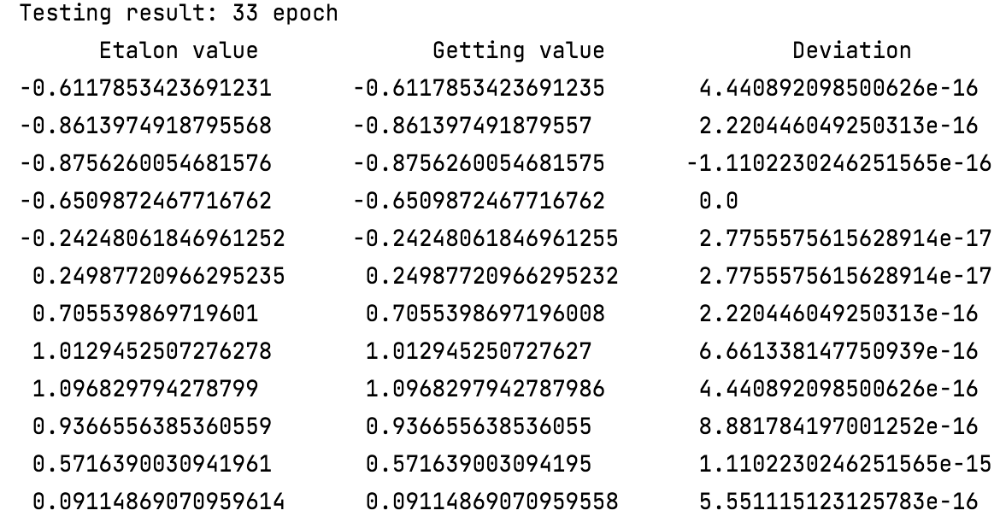 Testing result: 33 epoch
Etalon value Getting value Deviation
-0.6117853423691231 -0.6117853423691235 4.440892098500626e-16
-0.8613974918795568 -0.861397491879557 2.220446049250313e-16
-0.8756260054681576 -0.8756260054681575 -1.1102230246251565e-16
-0.6509872467716762 -0.6509872467716762 0.0
-0.24248061846961252 -0.24248061846961255 2.7755575615628914e-17
0.24987720966295235 0.24987720966295232 2.7755575615628914e-17
0.705539869719601 0.7055398697196008 2.220446049250313e-16
1.0129452507276278 1.012945250727627 6.661338147750939e-16
1.096829794278799 1.0968297942787986 4.440892098500626e-16
0.9366556385360559 0.936655638536055 8.881784197001252e-16
0.5716390030941961 0.571639003094195 1.1102230246251565e-15
0.09114869070959614 0.09114869070959558 5.551115123125783e-16